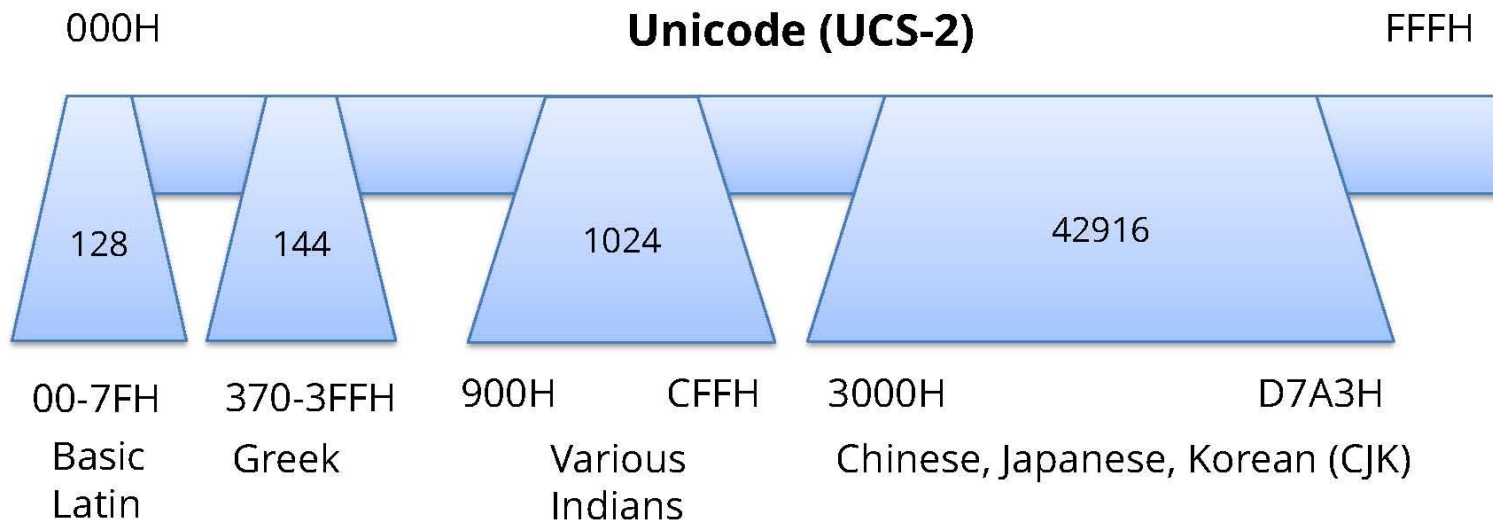 000H Unicode (UCS-2) FFFH
128 144 1024 42916
00-7FH 370-3FFH 900H CFFH 3000H D7A3H
Basic Greek Various Chinese, Japanese, Korean (CJK)
Latin Indians